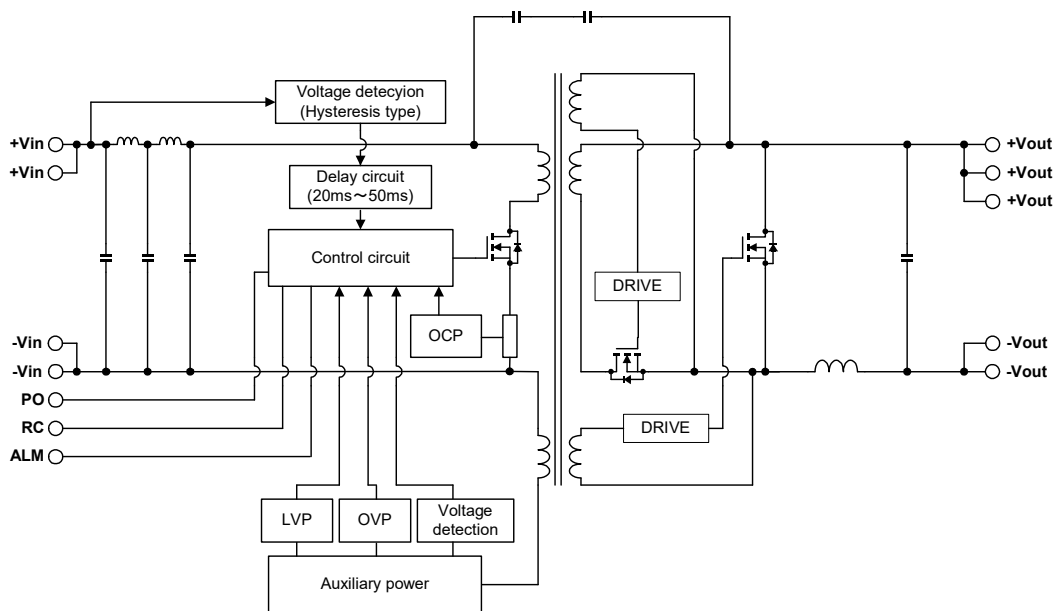 Voltage detecyion
(Hysteresis type)
+Vin
+Vin
Delay circuit
(20ms～50ms)
Control circuit
OCP
-Vin
-Vin
PO
RC
ALM
LVP
OVP
Voltage
detection
Auxiliary power
DRIVE
DRIVE
+Vout
+Vout
+Vout
-Vout
-Vout